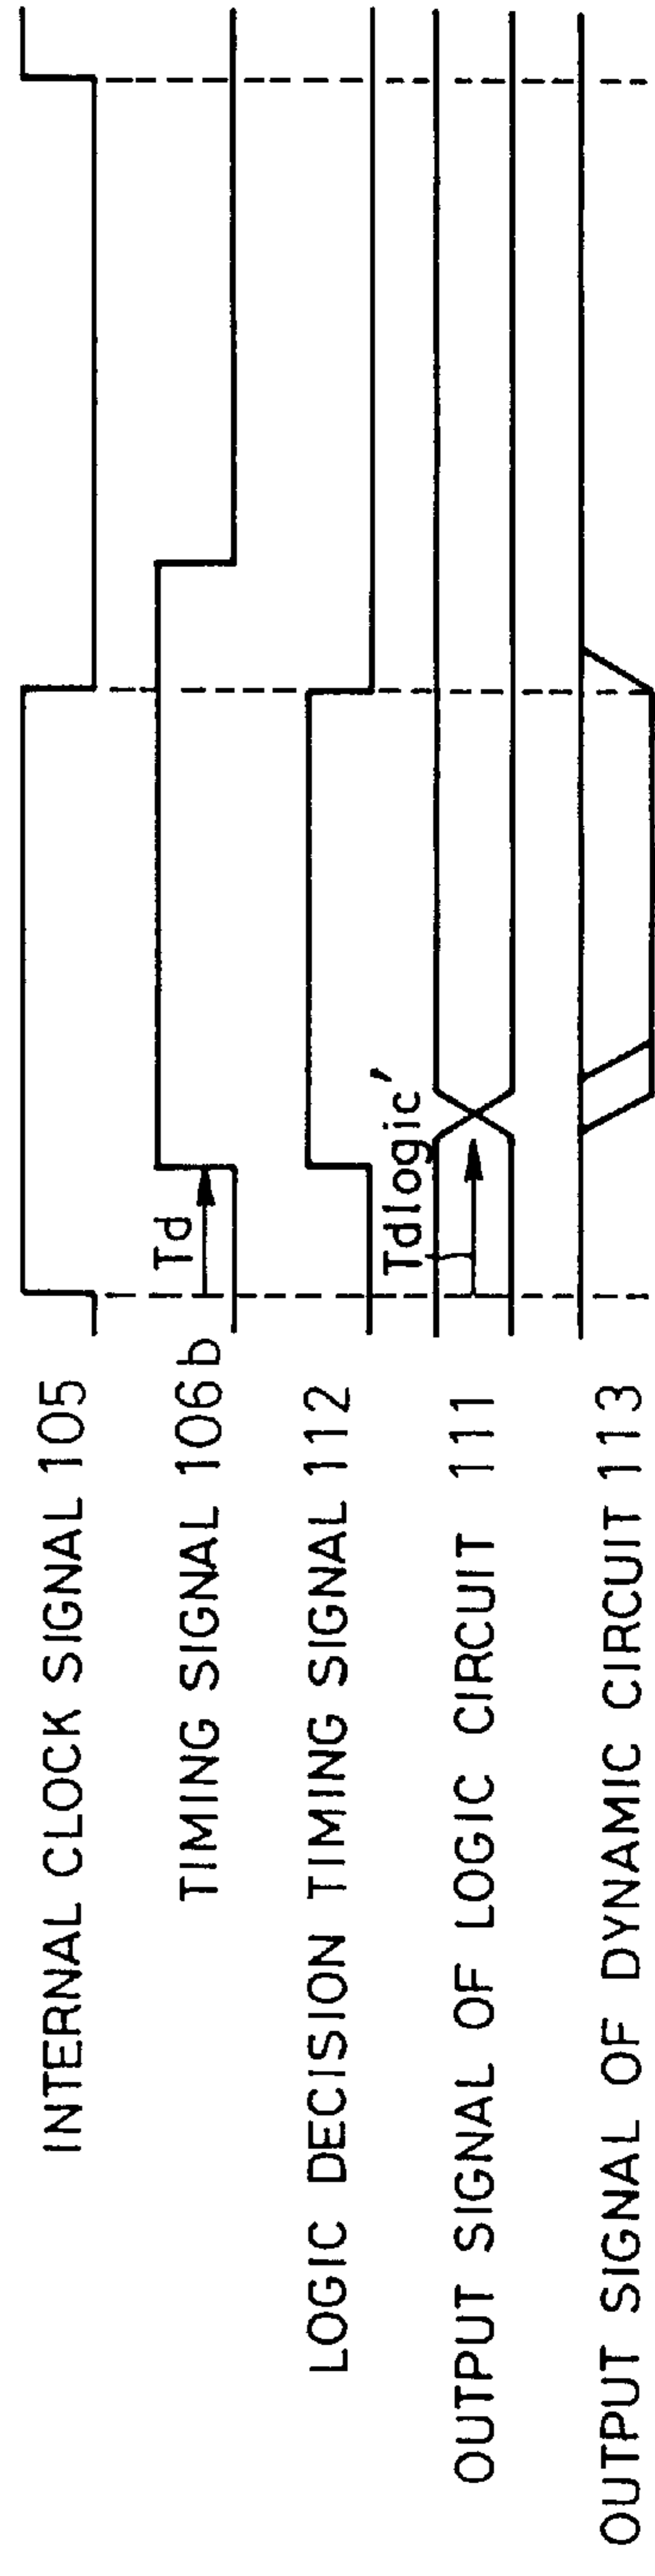 INTERNAL CLOCK SIGNAL 105
TIMING SIGNAL 106b
Td
LOGIC DECISION TIMING SIGNAL 112
Tdlogic'
OUTPUT SIGNAL OF LOGIC CIRCUIT 111
OUTPUT SIGNAL OF DYNAMIC CIRCUIT 113